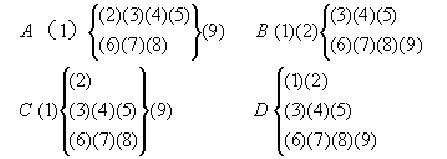 A （1）{(2)(3)(4)(5)
(6)(7)(8)}(9)
B (1)(2){(3)(4)(5)
(6)(7)(8)(9)
C (1){(2)
(3)(4)(5)
(6)(7)(8)}(9)
D {(1)(2)
(3)(4)(5)
(6)(7)(8)(9)